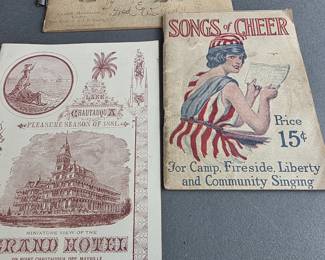 LAKE
CHAUTAUQUA
PLEASURE SEASON OF 1881.
MINIATURE VIEW OF THE
GRAND HOTEL
SONGS of CHEER
Price
15¢
For Camp, Fireside, Liberty
and Community Singing